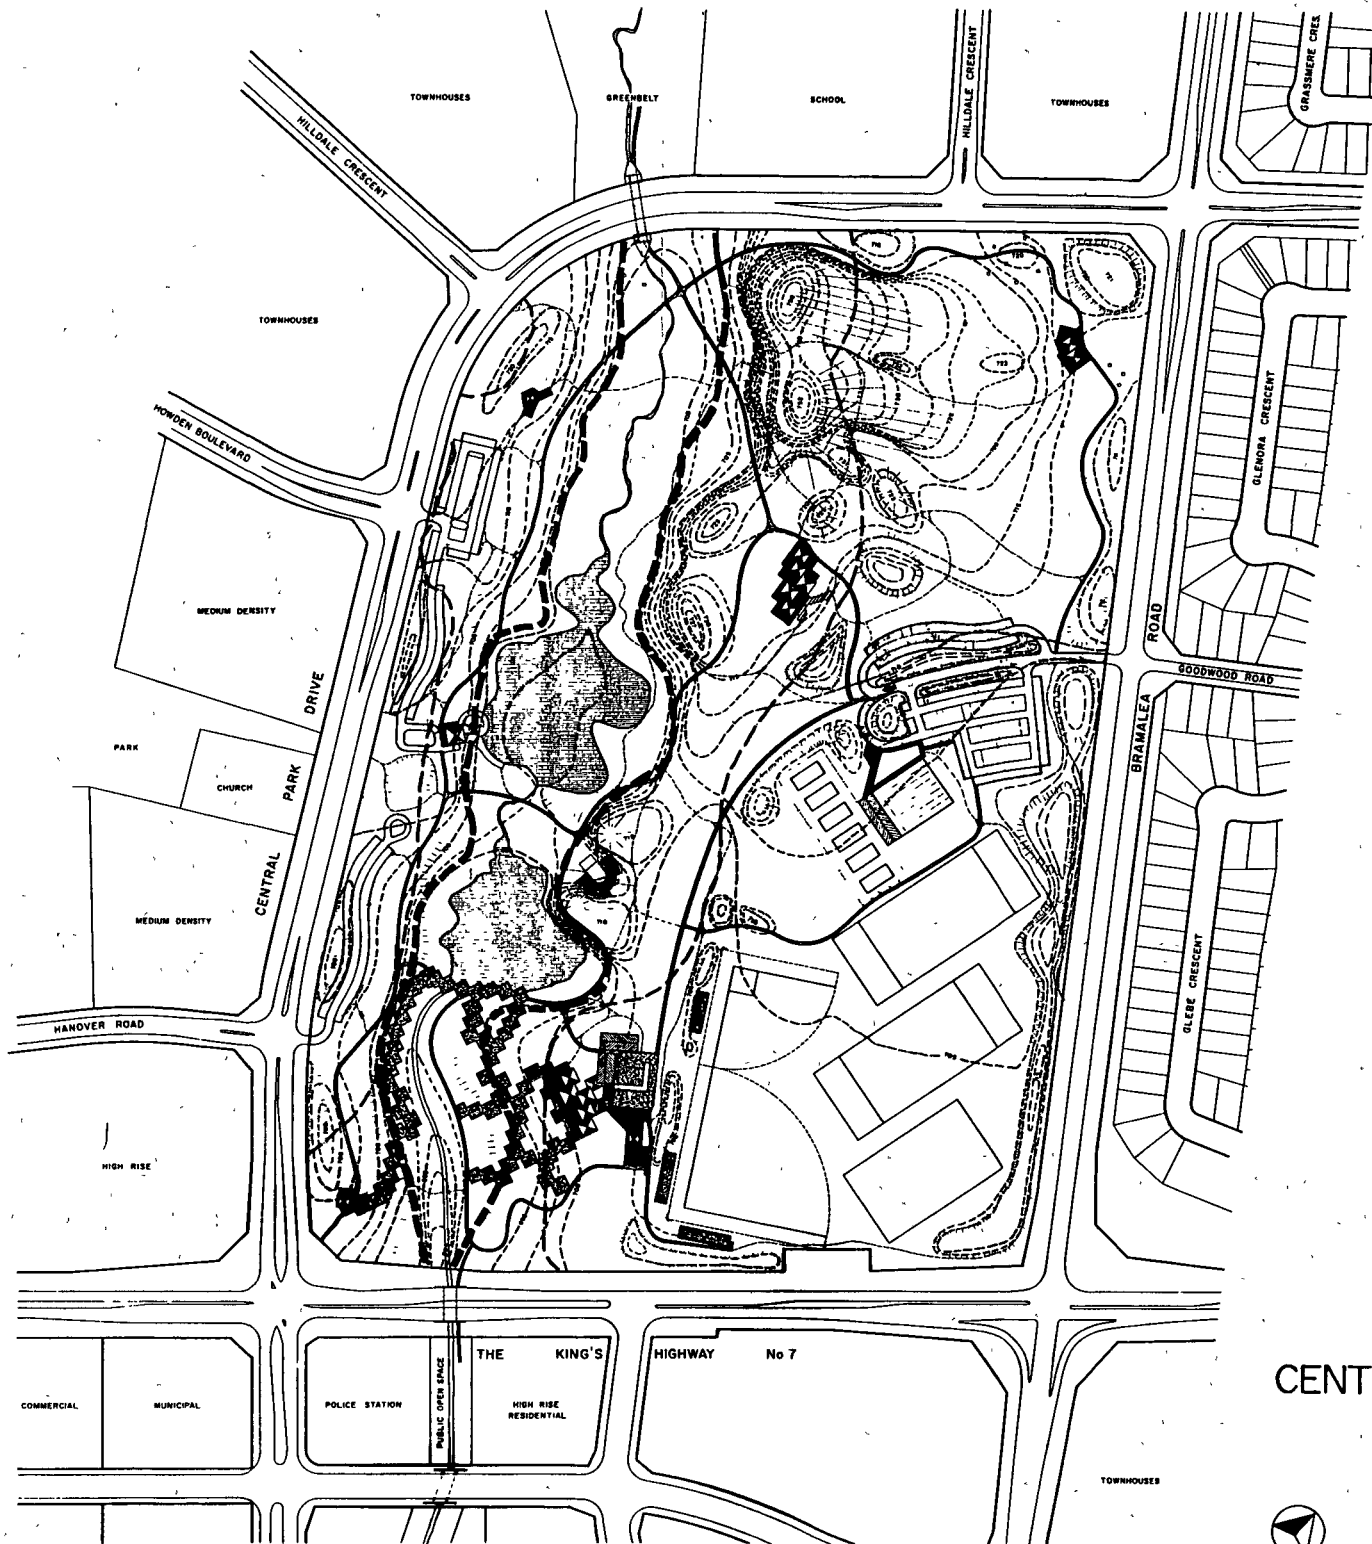 TOWNHOUSES
GREENBELT
SCHOOL
HILLDALE CRESCENT
TOWNHOUSES
GRASSMERE CRES.
HILLDALE CRESCENT
TOWNHOUSES
723
HOWDEN BOULEVARD
GLENORA CRESCENT
MEDIUM DENSITY
BRAMALEA ROAD
GOODWOOD ROAD
PARK
CHURCH
CENTRAL PARK DRIVE
MEDIUM DENSITY
HANOVER ROAD
GLEBE CRESCENT
HIGH RISE
THE KING'S HIGHWAY No 7
CENT
COMMERCIAL
MUNICIPAL
POLICE STATION
PUBLIC OPEN SPACE
HIGH RISE
RESIDENTIAL
TOWNHOUSES